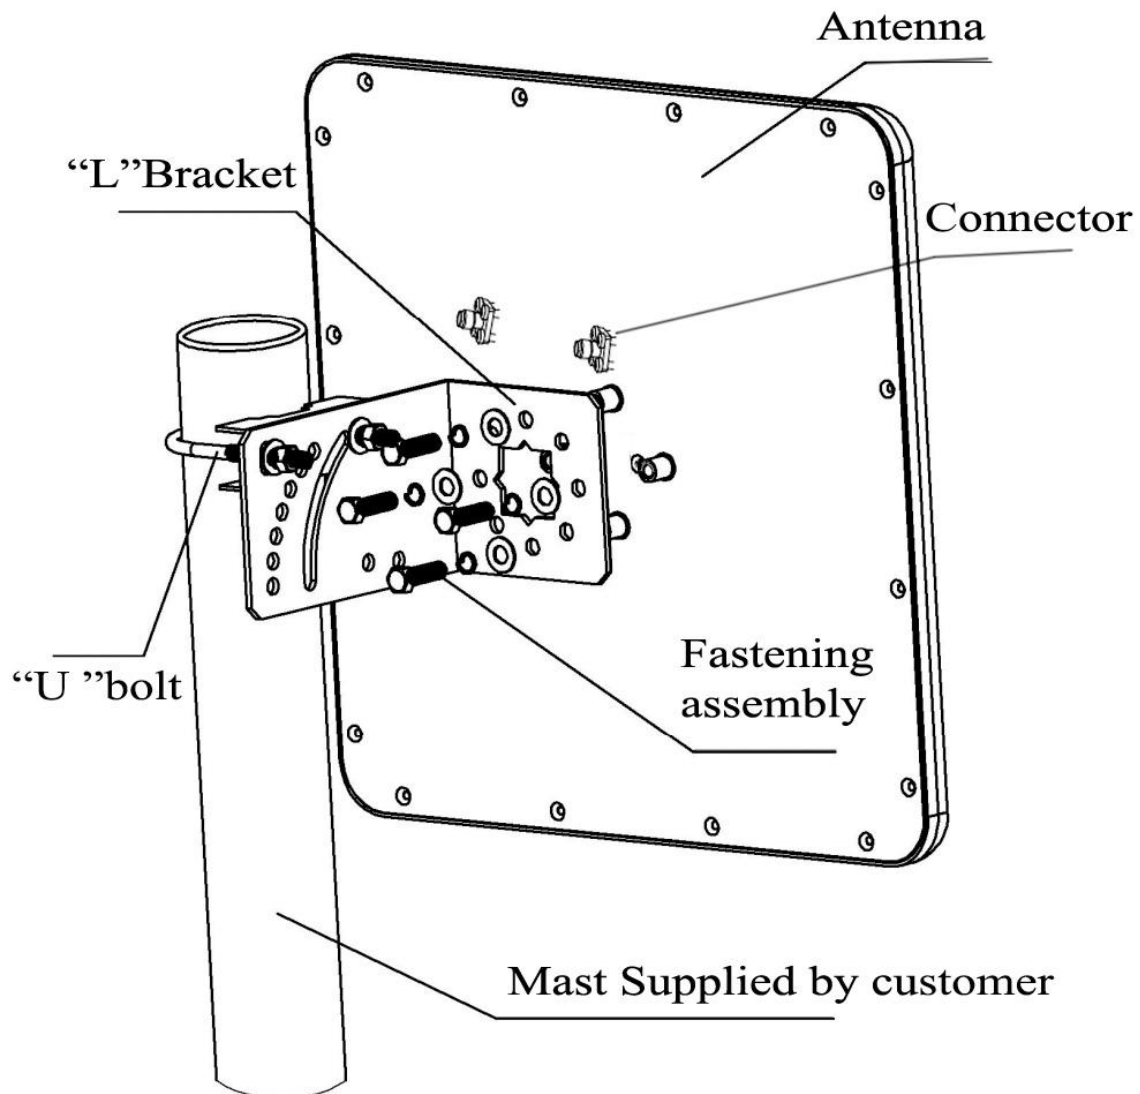 Antenna
“L”Bracket
Connector
“U ”bolt
Fastening
assembly
Mast Supplied by customer